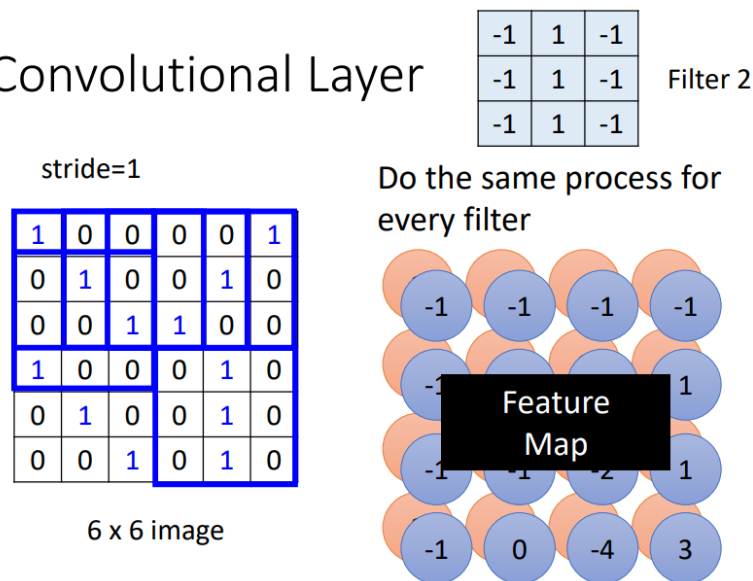 Convolutional Layer
-1 1 -1
-1 1 -1
-1 1 -1
Filter 2
stride=1
Do the same process for
every filter
1 0 0 0 0 1
0 1 0 0 1 0
0 0 1 1 0 0
1 0 0 0 1 0
0 1 0 0 1 0
0 0 1 0 1 0
6 x 6 image
-1 -1 -1 -1
-1 1
Feature
Map
-1 -1 -2 1
-1 0 -4 3